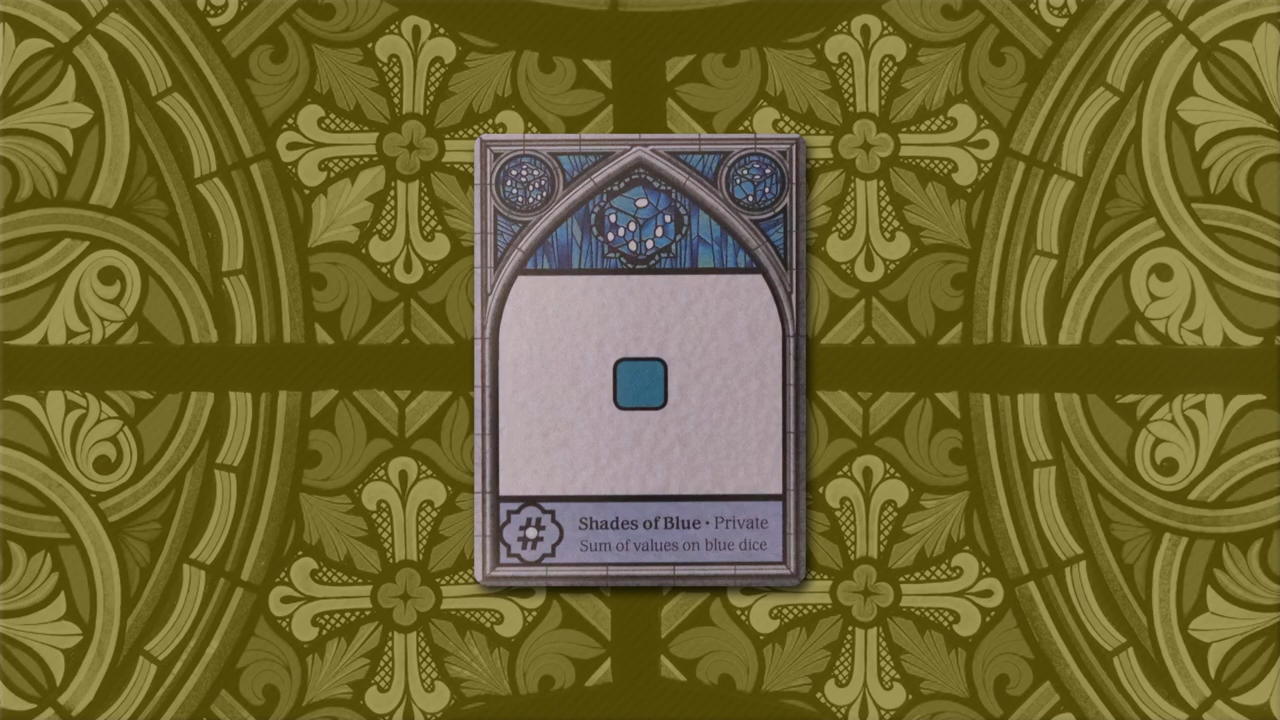 #
Shades of Blue • Private
Sum of values on blue dice